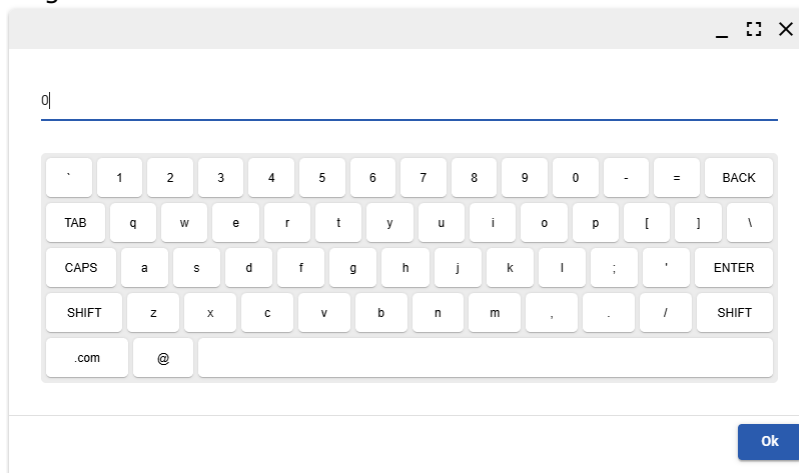 0
` 1 2 3 4 5 6 7 8 9 0 - = BACK
TAB q w e r t y u i o p [ ] \
CAPS a s d f g h j k l ; ' ENTER
SHIFT z x c v b n m , . / SHIFT
.com @
Ok